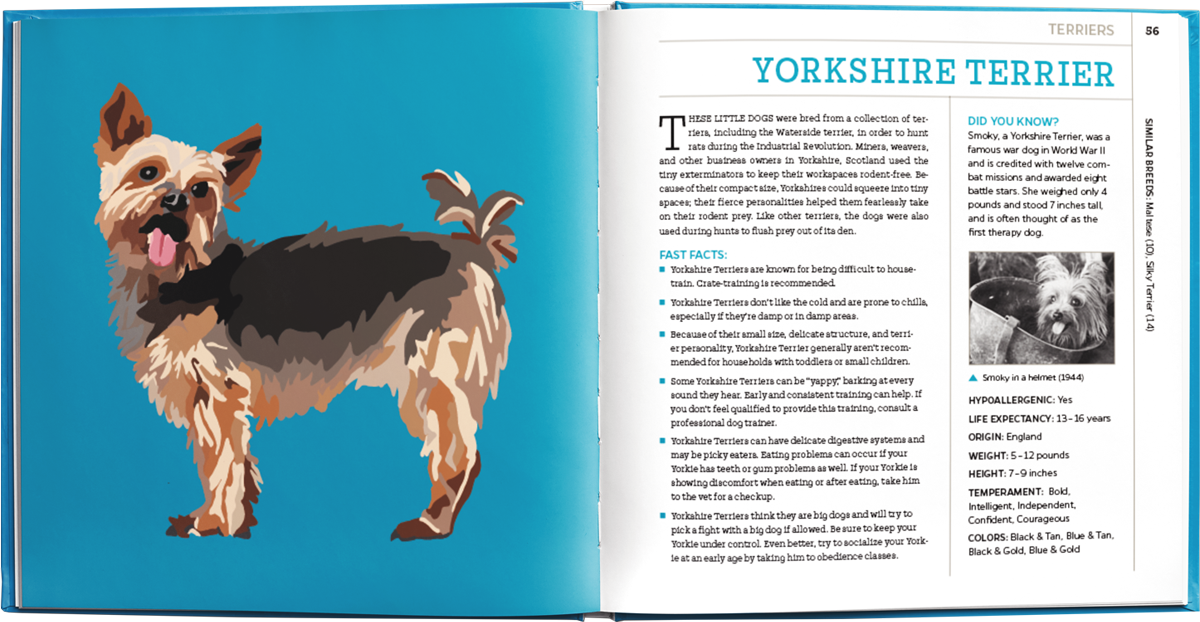 TERRIERS
56
YORKSHIRE TERRIER
THESE LITTLE DOGS were bred from a collection of ter-
riers, including the Waterside terrier, in order to hunt
rats during the Industrial Revolution. Miners, weavers,
and other business owners in Yorkshire, Scotland used the
tiny exterminators to keep their workspaces rodent-free. Be-
cause of their compact size, Yorkshires could squeeze into tiny
spaces; their fierce personalities helped them fearlessly take
on their rodent prey. Like other terriers, the dogs were also
used during hunts to flush prey out of its den.
FAST FACTS:
Yorkshire Terriers are known for being difficult to house-
train. Crate-training is recommended.
Yorkshire Terriers don't like the cold and are prone to chills,
especially if they're damp or in damp areas.
Because of their small size, delicate structure, and terri-
er personality, Yorkshire Terrier generally aren't recom-
mended for households with toddlers or small children.
Some Yorkshire Terriers can be "yappy," barking at every
sound they hear. Early and consistent training can help. If
you don't feel qualified to provide this training, consult a
professional dog trainer.
Yorkshire Terriers can have delicate digestive systems and
may be picky eaters. Eating problems can occur if your
Yorkie has teeth or gum problems as well. If your Yorkie is
showing discomfort when eating or after eating, take him
to the vet for a checkup.
Yorkshire Terriers think they are big dogs and will try to
pick a fight with a big dog if allowed. Be sure to keep your
Yorkie under control. Even better, try to socialize your York-
ie at an early age by taking him to obedience classes.
DID YOU KNOW?
Smoky, a Yorkshire Terrier, was a
famous war dog in World War II
and is credited with twelve com-
bat missions and awarded eight
battle stars. She weighed only 4
pounds and stood 7 inches tall,
and is often thought of as the
first therapy dog.
Smoky in a helmet (1944)
HYPOALLERGENIC: Yes
LIFE EXPECTANCY: 13–16 years
ORIGIN: England
WEIGHT: 5–12 pounds
HEIGHT: 7–9 inches
TEMPERAMENT: Bold,
Intelligent, Independent,
Confident, Courageous
COLORS: Black & Tan, Blue & Tan,
Black & Gold, Blue & Gold
SIMILAR BREEDS: Maltese (10), Silky Terrier (14)